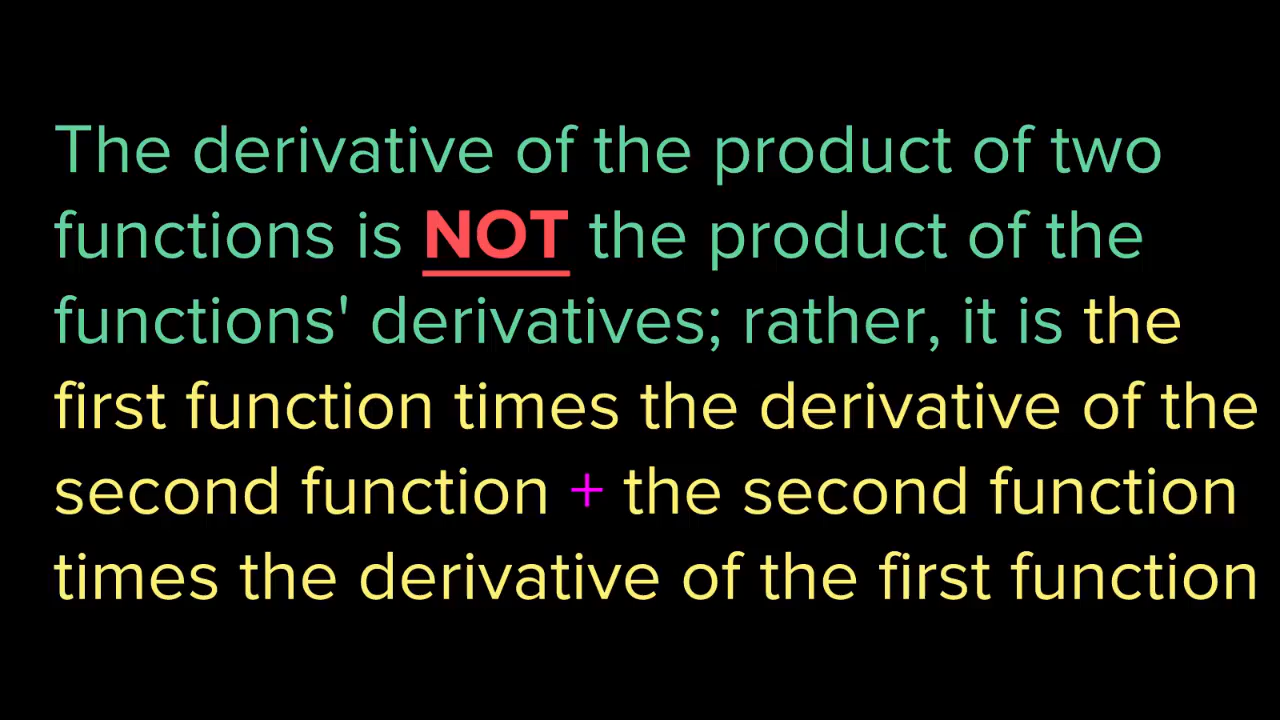 The derivative of the product of two
functions is NOT the product of the
functions' derivatives; rather, it is the
first function times the derivative of the
second function + the second function
times the derivative of the first function